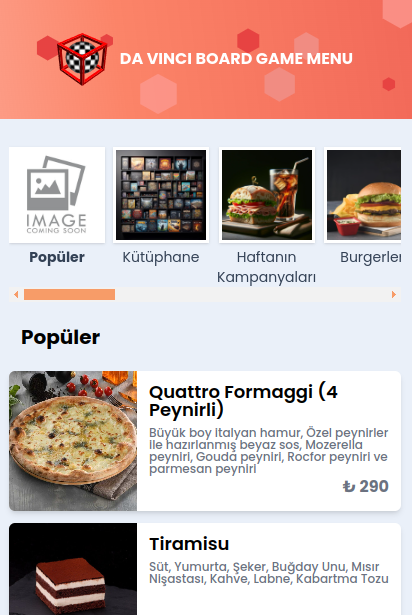 DA VINCI BOARD GAME MENU
IMAGE
COMING SOON
Popüler
Kütüphane
Haftanın
Kampanyaları
Burgerler
Popüler
Quattro Formaggi (4
Peynirli)
Büyük boy italyan hamur, Özel peynirler
ile hazırlanmış beyaz sos, Mozerella
peyniri, Gouda peyniri, Rocfor peyniri ve
parmesan peyniri
₺ 290
Tiramisu
Süt, Yumurta, Şeker, Buğday Unu, Mısır
Nişastası, Kahve, Labne, Kabartma Tozu